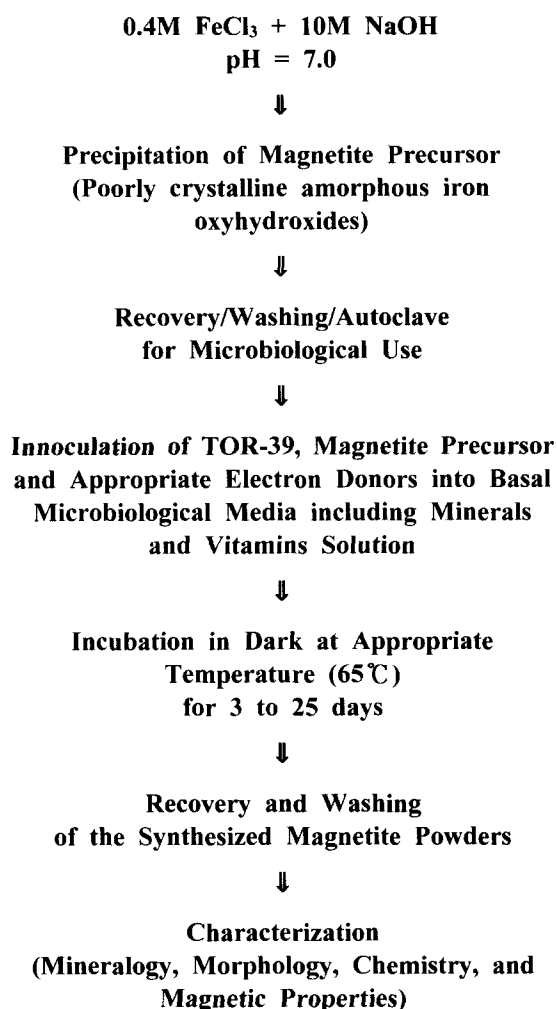 0.4M FeCl₃ + 10M NaOH
pH = 7.0
⇓
Precipitation of Magnetite Precursor
(Poorly crystalline amorphous iron
oxyhydroxides)
⇓
Recovery/Washing/Autoclave
for Microbiological Use
⇓
Innoculation of TOR-39, Magnetite Precursor
and Appropriate Electron Donors into Basal
Microbiological Media including Minerals
and Vitamins Solution
⇓
Incubation in Dark at Appropriate
Temperature (65℃)
for 3 to 25 days
⇓
Recovery and Washing
of the Synthesized Magnetite Powders
⇓
Characterization
(Mineralogy, Morphology, Chemistry, and
Magnetic Properties)